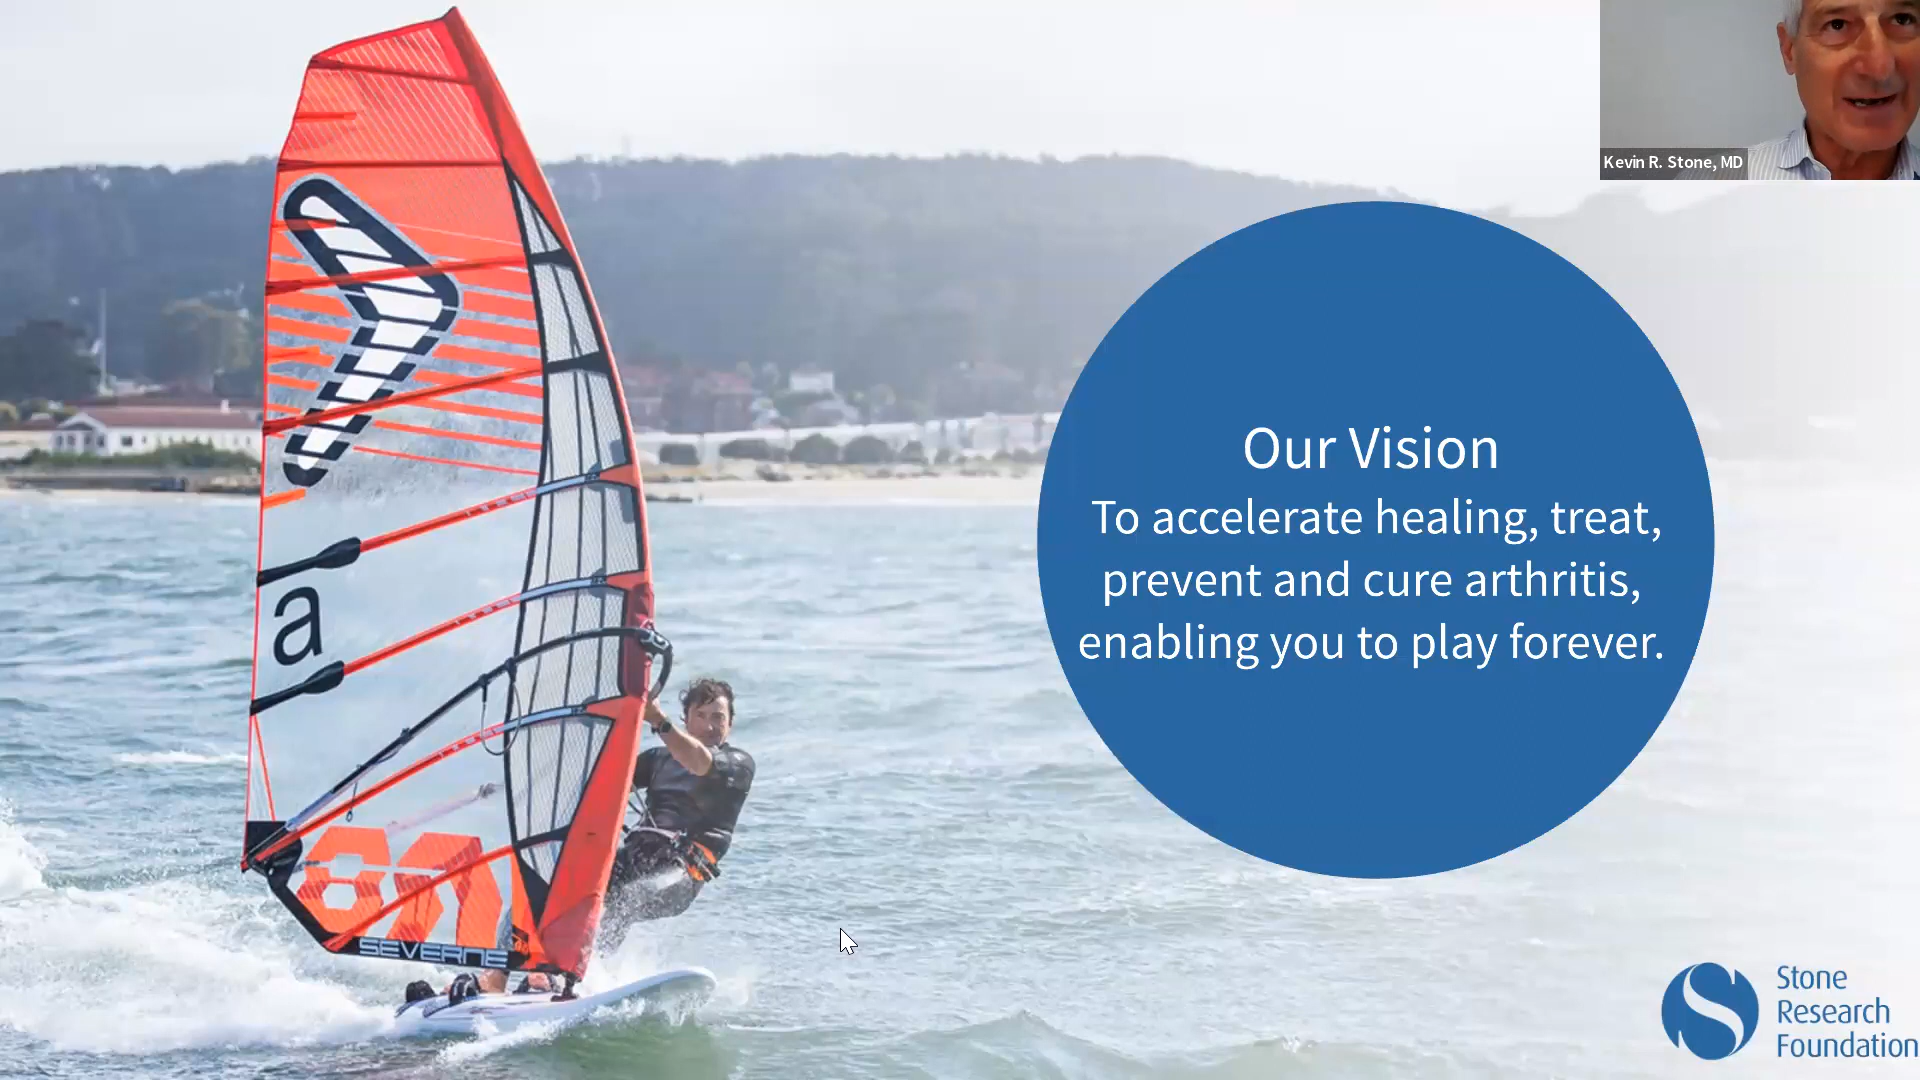 Kevin R. Stone, MD
Our Vision
To accelerate healing, treat,
prevent and cure arthritis,
enabling you to play forever.
a
SEVERNE
Stone
Research
Foundation